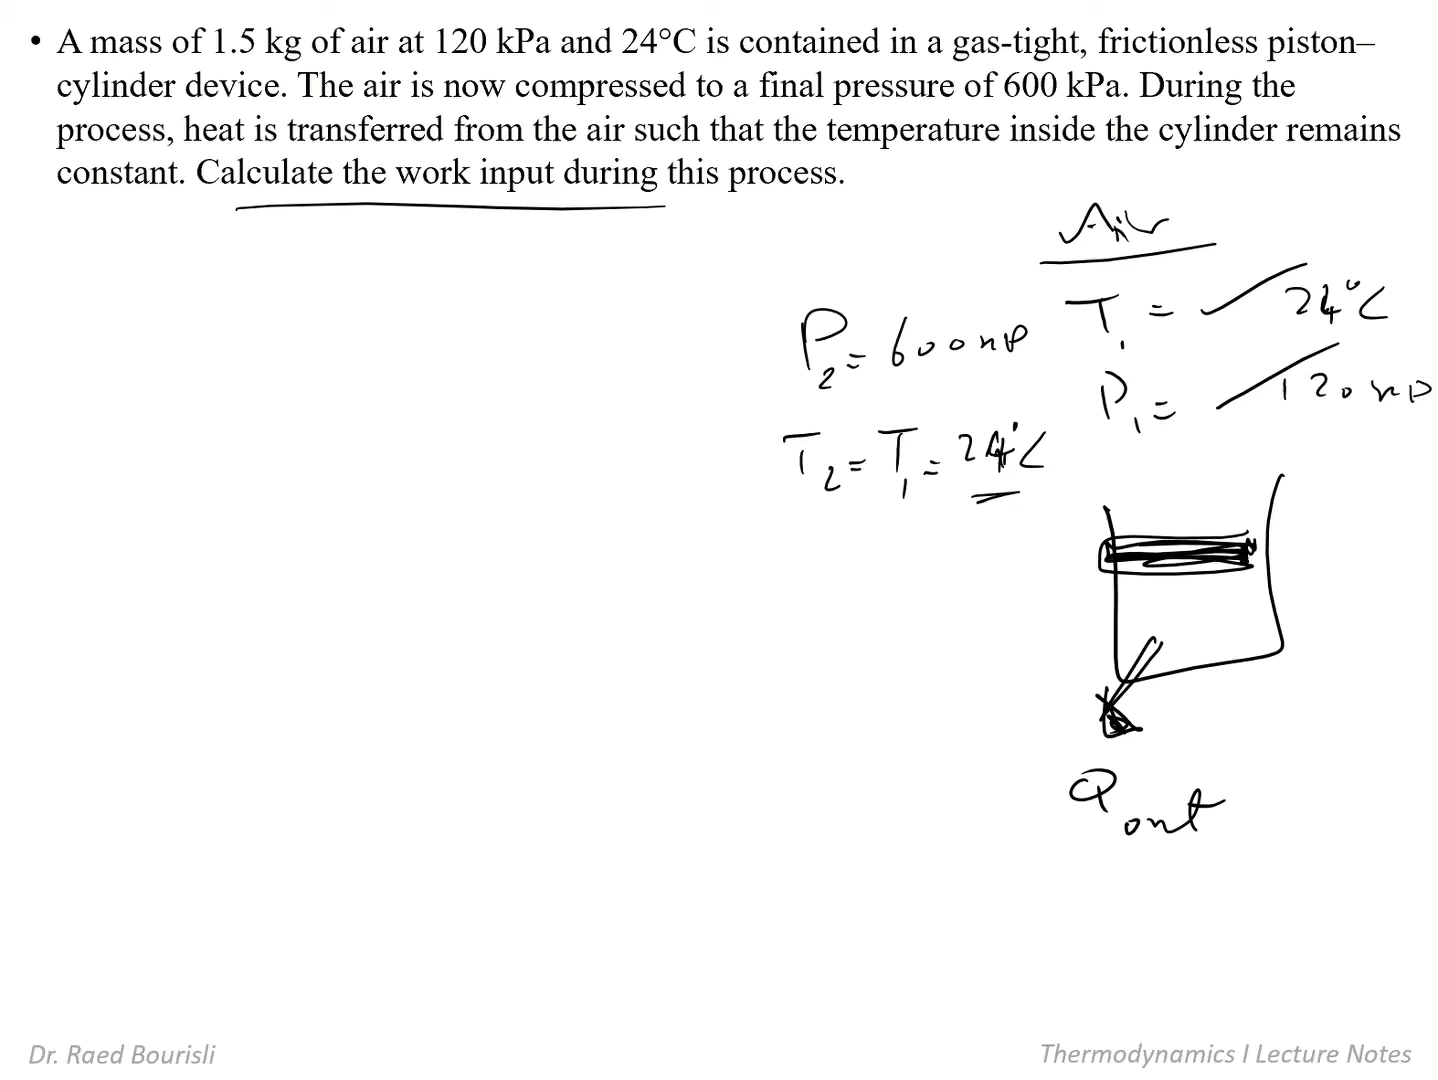 • A mass of 1.5 kg of air at 120 kPa and 24°C is contained in a gas-tight, frictionless piston–
cylinder device. The air is now compressed to a final pressure of 600 kPa. During the
process, heat is transferred from the air such that the temperature inside the cylinder remains
constant. Calculate the work input during this process.
Air
T₁ = 24°C
P₂ = 600 kP
P₁ = 120 kP
T₂ = T₁ = 24°C
Q out
Dr. Raed Bourisli
Thermodynamics I Lecture Notes